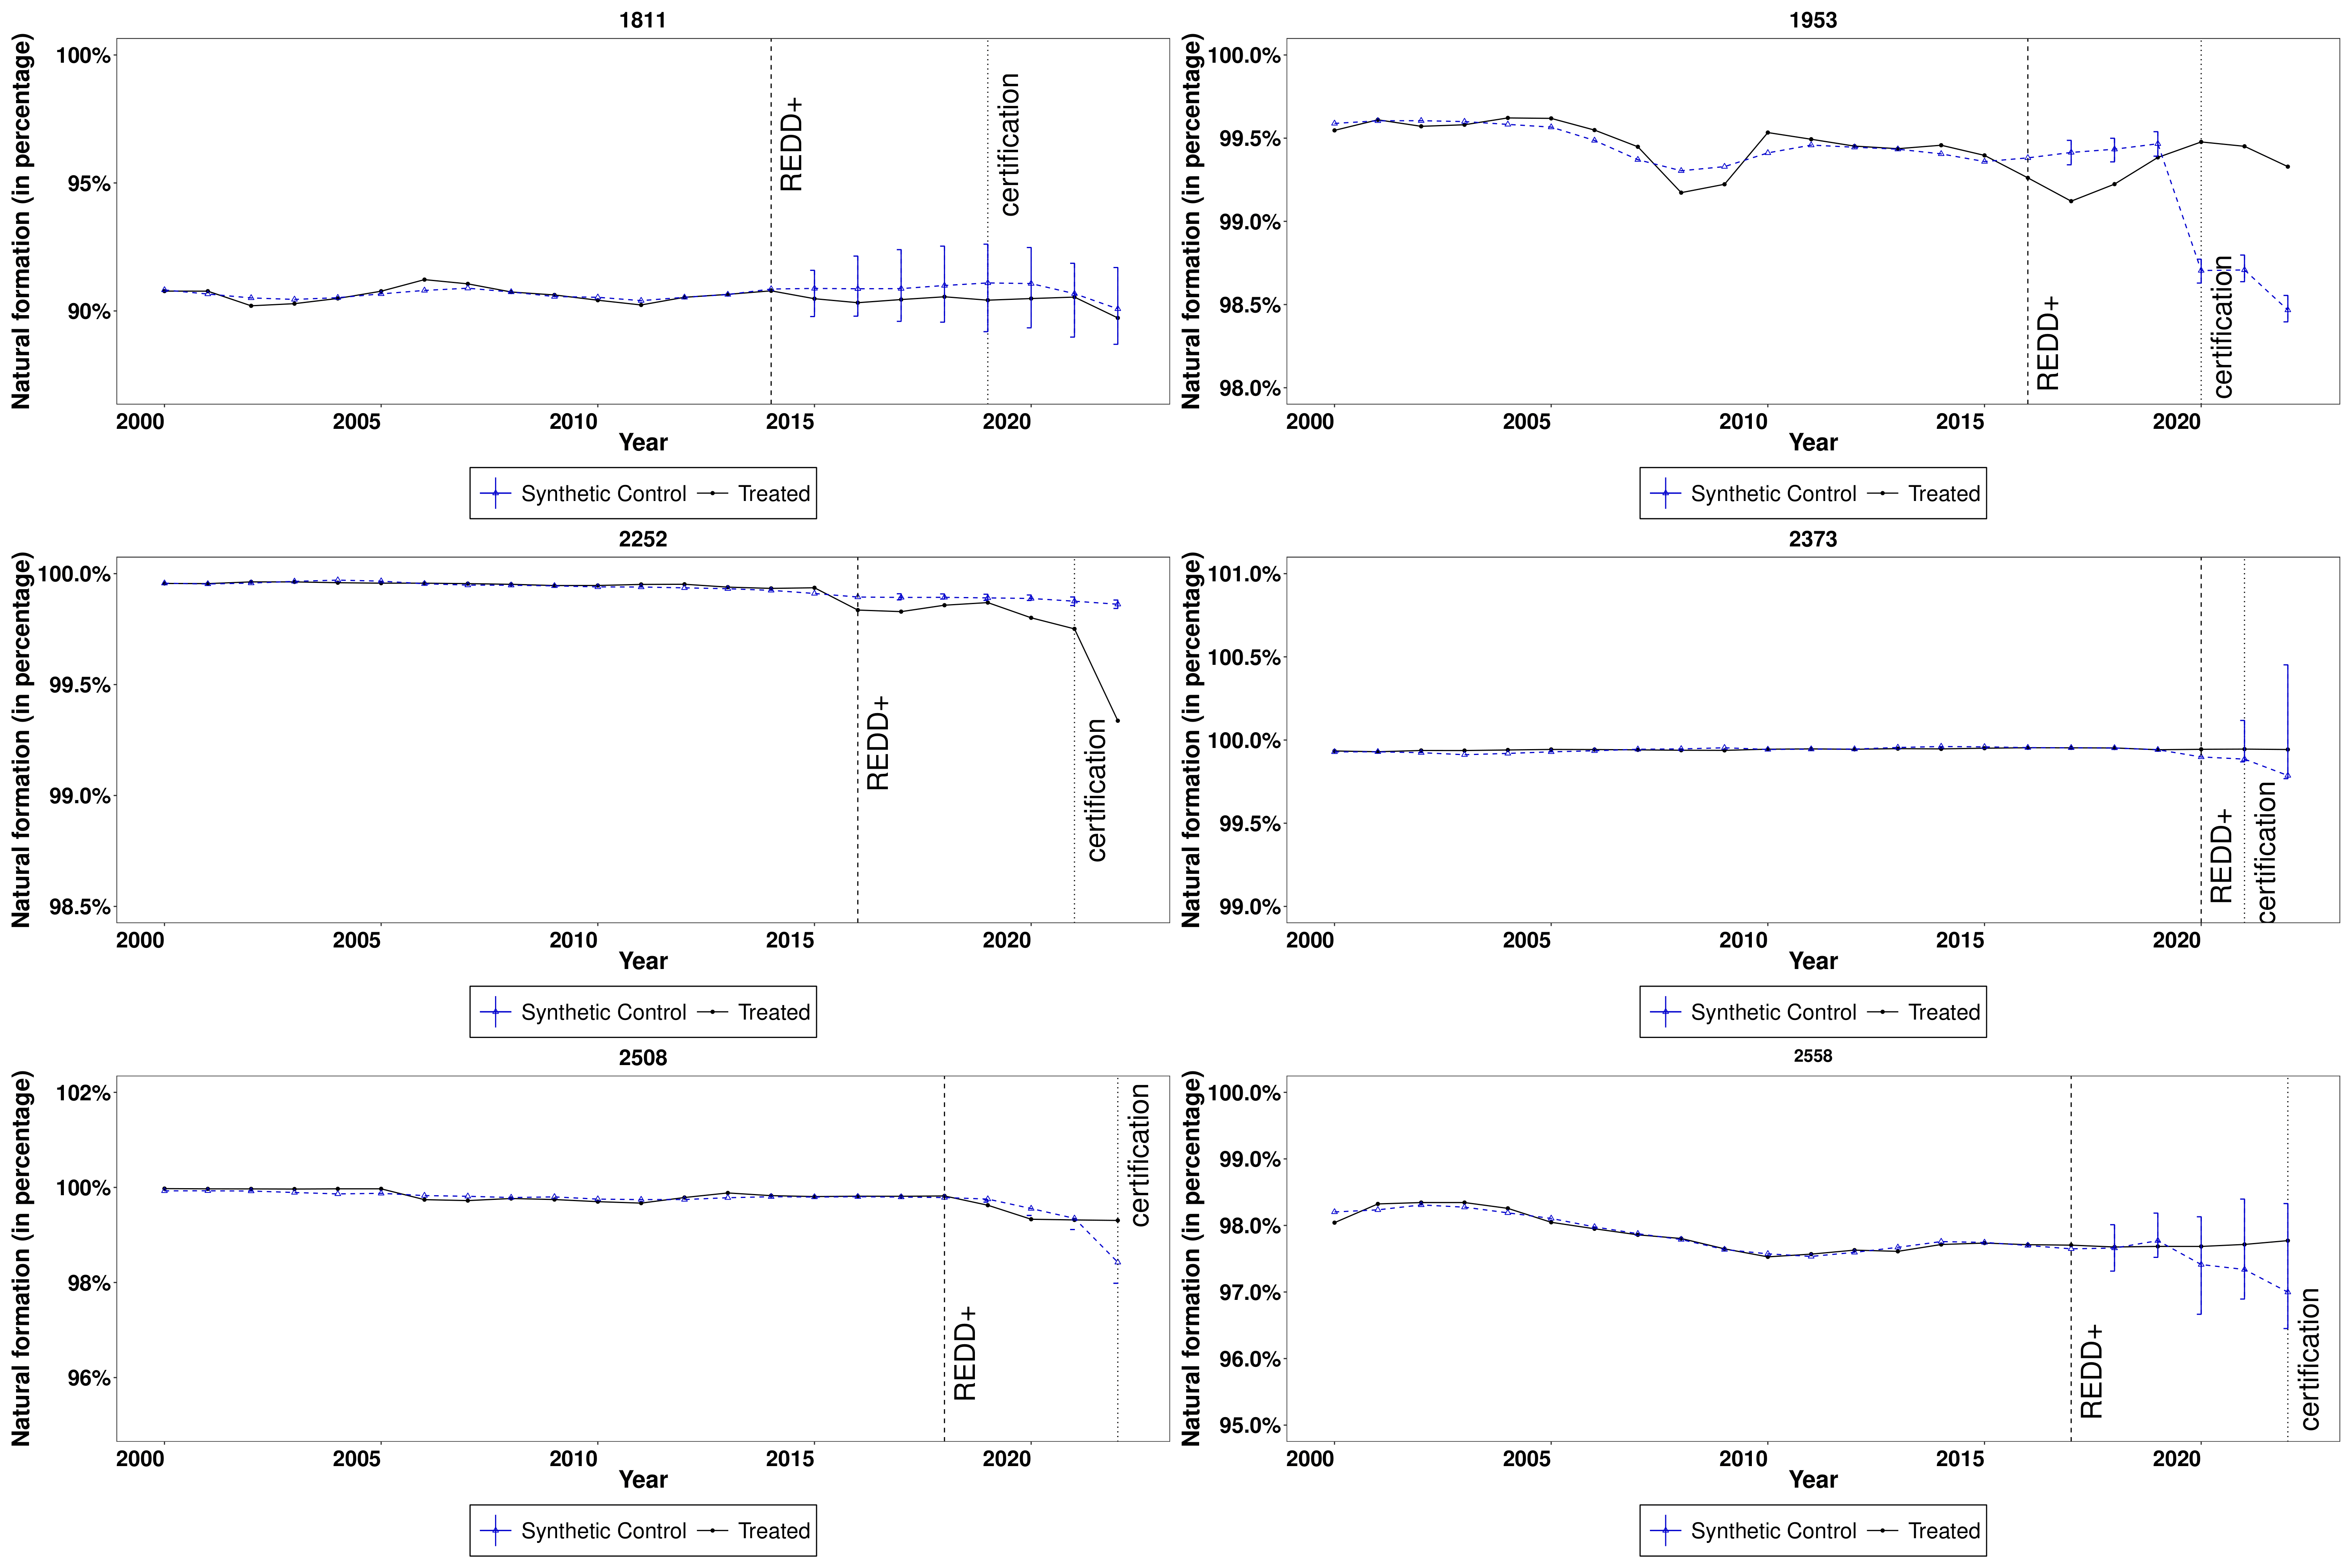 1811
Natural formation (in percentage)
100%
95%
90%
REDD+
certification
2000 2005 2010 2015 2020
Year
Synthetic Control Treated
1953
Natural formation (in percentage)
100.0%
99.5%
99.0%
98.5%
98.0%
REDD+
certification
2000 2005 2010 2015 2020
Year
Synthetic Control Treated
2252
Natural formation (in percentage)
100.0%
99.5%
99.0%
98.5%
REDD+
certification
2000 2005 2010 2015 2020
Year
Synthetic Control Treated
2373
Natural formation (in percentage)
101.0%
100.5%
100.0%
99.5%
99.0%
REDD+
certification
2000 2005 2010 2015 2020
Year
Synthetic Control Treated
2508
Natural formation (in percentage)
102%
100%
98%
96%
REDD+
certification
2000 2005 2010 2015 2020
Year
Synthetic Control Treated
2558
Natural formation (in percentage)
100.0%
99.0%
98.0%
97.0%
96.0%
95.0%
REDD+
certification
2000 2005 2010 2015 2020
Year
Synthetic Control Treated